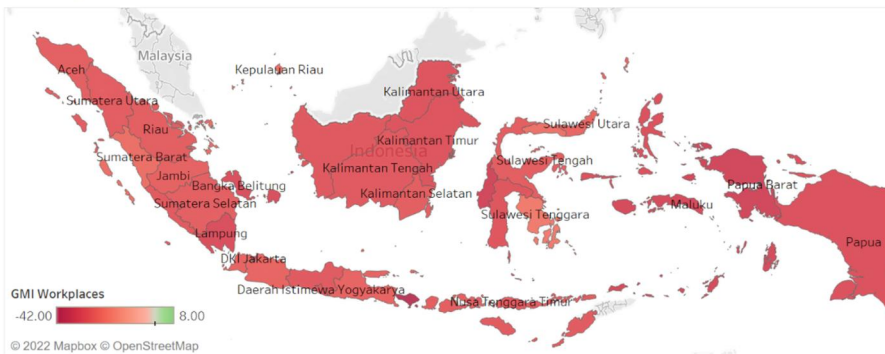 Malaysia
Aceh
Kepulauan Riau
Kalimantan Utara
Sumatera Utara
Riau
Sulawesi Utara
Kalimantan Timur
Indonesia
Sumatera Barat
Sulawesi Tengah
Jambi
Kalimantan Tengah
Bangka Belitung
Papua Barat
Kalimantan Selatan
Sumatera Selatan
Maluku
Sulawesi Tenggara
Lampung
Papua
DKI Jakarta
Daerah Istimewa Yogyakarya
GMI Workplaces
Nusa Tenggara Timur
-42.00 8.00
© 2022 Mapbox © OpenStreetMap